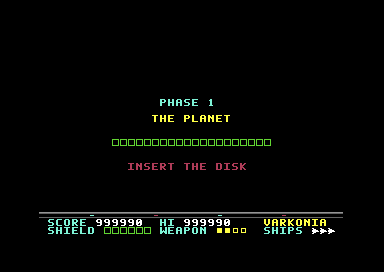 PHASE 1
THE PLANET
INSERT THE DISK
SCORE 999990 HI 999990 VARKONIA
SHIELD WEAPON SHIPS